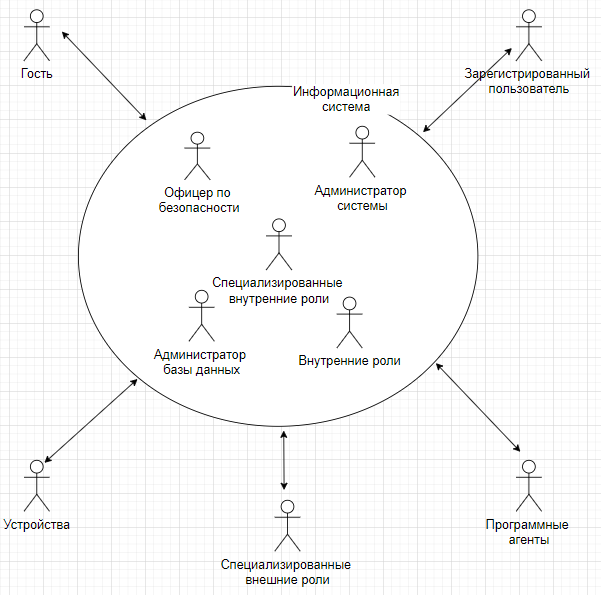 Гость
Зарегистрированный
пользователь
Информационная
система
Офицер по
безопасности
Администратор
системы
Специализированные
внутренние роли
Администратор
базы данных
Внутренние роли
Устройства
Специализированные
внешние роли
Программные
агенты